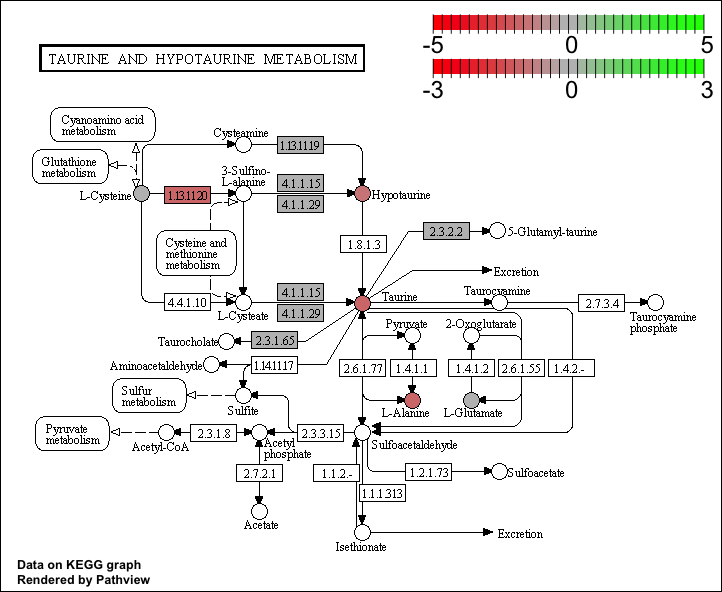 -5 0 5
-3 0 3
TAURINE AND HYPOTAURINE METABOLISM
Cyanoamino acid
metabolism
Glutathione
metabolism
L-Cysteine
Cysteamine
1.13.11.19
3-Sulfino-
L-alanine
1.13.11.20
4.1.1.15
4.1.1.29
Hypotaurine
Cysteine and
methionine
metabolism
1.8.1.3
2.3.2.2
5-Glutamyl-taurine
Excretion
4.4.1.10
L-Cysteate
4.1.1.15
4.1.1.29
Taurine
Taurocyamine
2.7.3.4
Taurocyamine
phosphate
Taurocholate
2.3.1.65
Pyruvate
2-Oxoglutarate
Aminoacetaldehyde
1.14.11.17
2.6.1.77
1.4.1.1
1.4.1.2
2.6.1.55
1.4.2.-
Sulfur
metabolism
Sulfite
L-Alanine
L-Glutamate
Pyruvate
metabolism
Acetyl-CoA
2.3.1.8
Acetyl
phosphate
2.3.3.15
Sulfoacetaldehyde
2.7.2.1
1.1.2.-
1.2.1.73
Sulfoacetate
1.1.1.313
Acetate
Isethionate
Excretion
Data on KEGG graph
Rendered by Pathview